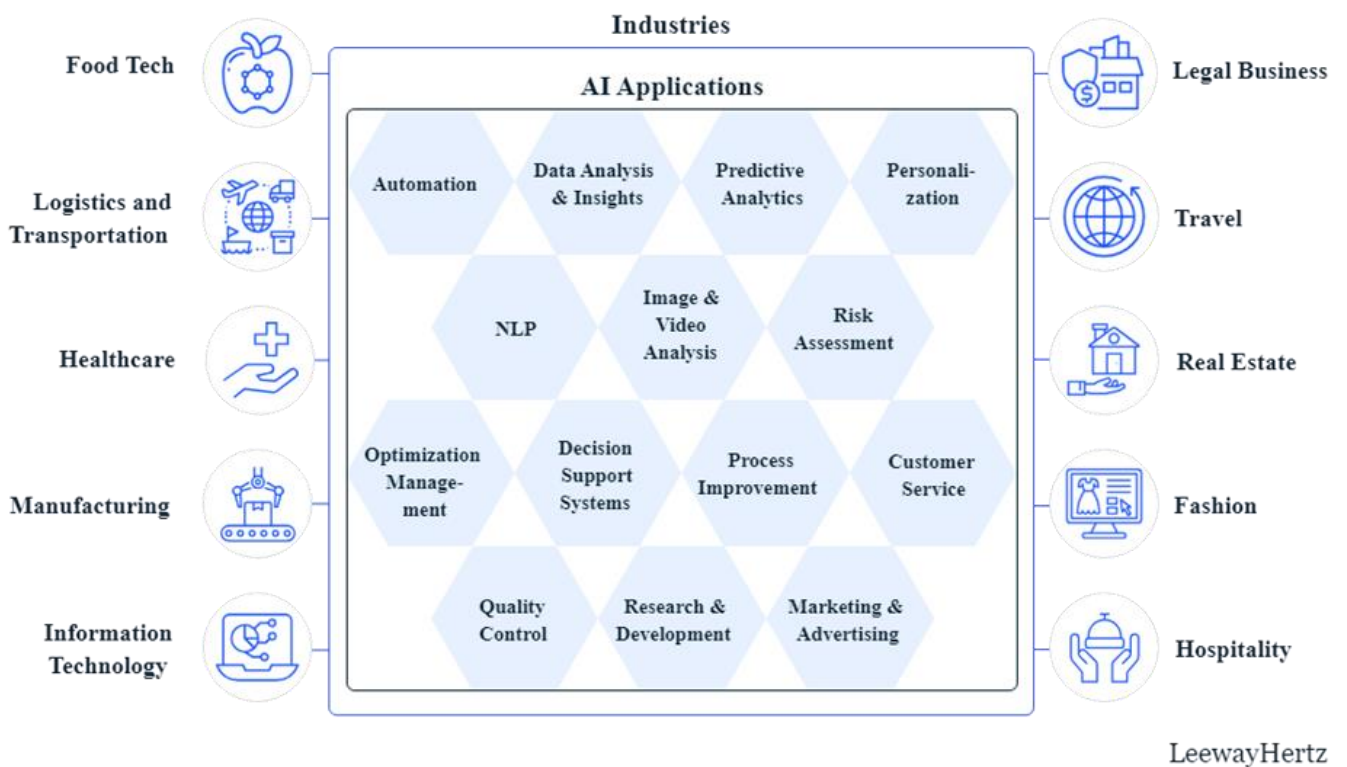 Industries
AI Applications
Food Tech
Logistics and
Transportation
Healthcare
Manufacturing
Information
Technology
Automation
Data Analysis
& Insights
Predictive
Analytics
Personali-
zation
NLP
Image &
Video
Analysis
Risk
Assessment
Optimization
Manage-
ment
Decision
Support
Systems
Process
Improvement
Customer
Service
Quality
Control
Research &
Development
Marketing &
Advertising
Legal Business
Travel
Real Estate
Fashion
Hospitality
LeewayHertz